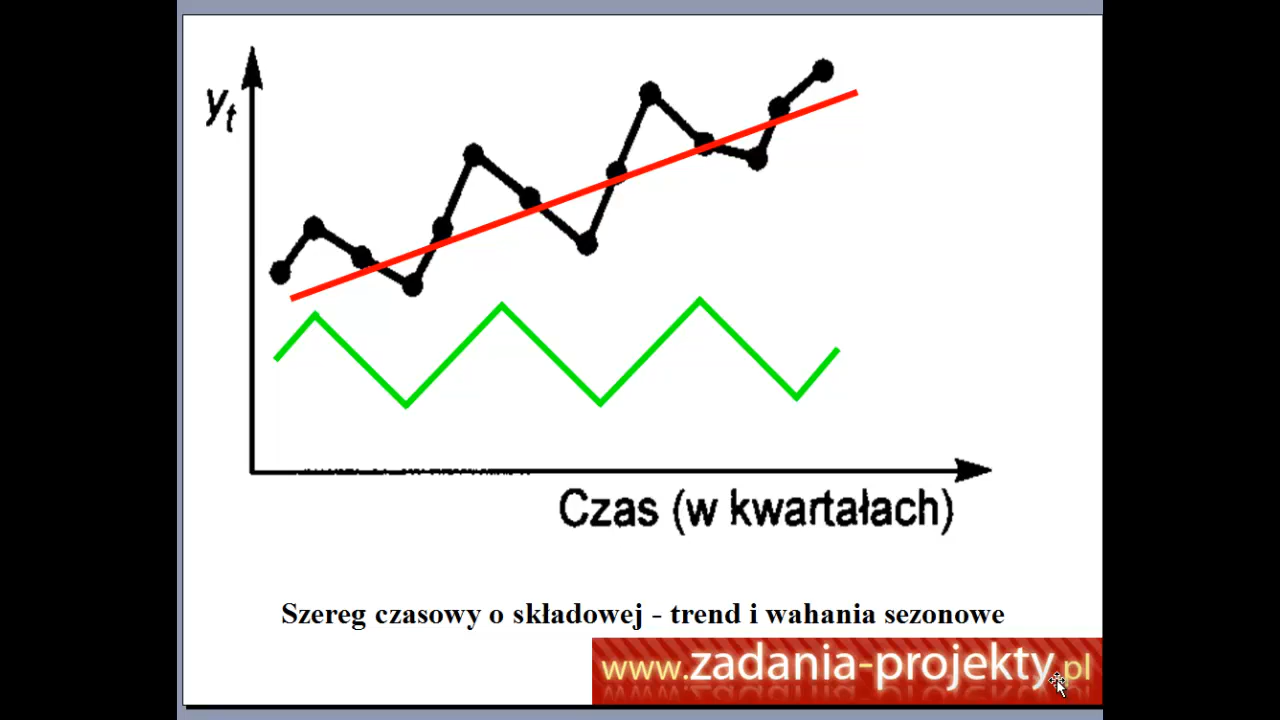 yt
Czas (w kwartałach)
Szereg czasowy o składowej - trend i wahania sezonowe
www.zadania-projekty.pl